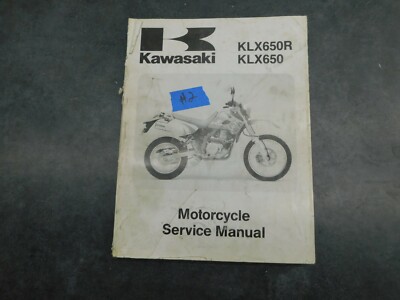 KLX650R
Kawasaki KLX650
#2
Motorcycle
Service Manual